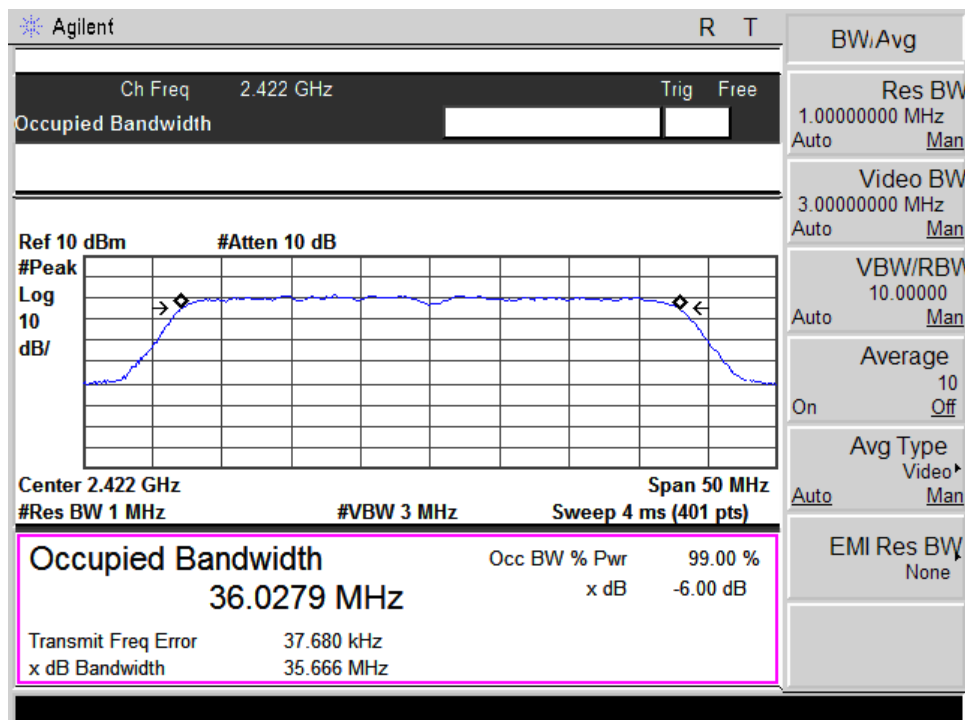 Agilent
R T
Ch Freq 2.422 GHz Trig Free
Occupied Bandwidth
Ref 10 dBm #Atten 10 dB
#Peak
Log
10
dB/
Center 2.422 GHz Span 50 MHz
#Res BW 1 MHz #VBW 3 MHz Sweep 4 ms (401 pts)
Occupied Bandwidth
36.0279 MHz
Occ BW % Pwr 99.00 %
x dB -6.00 dB
Transmit Freq Error 37.680 kHz
x dB Bandwidth 35.666 MHz
BW/Avg
Res BW
1.00000000 MHz
Auto Man
Video BW
3.00000000 MHz
Auto Man
VBW/RBW
10.00000
Auto Man
Average
10
On Off
Avg Type
Video
Auto Man
EMI Res BW
None